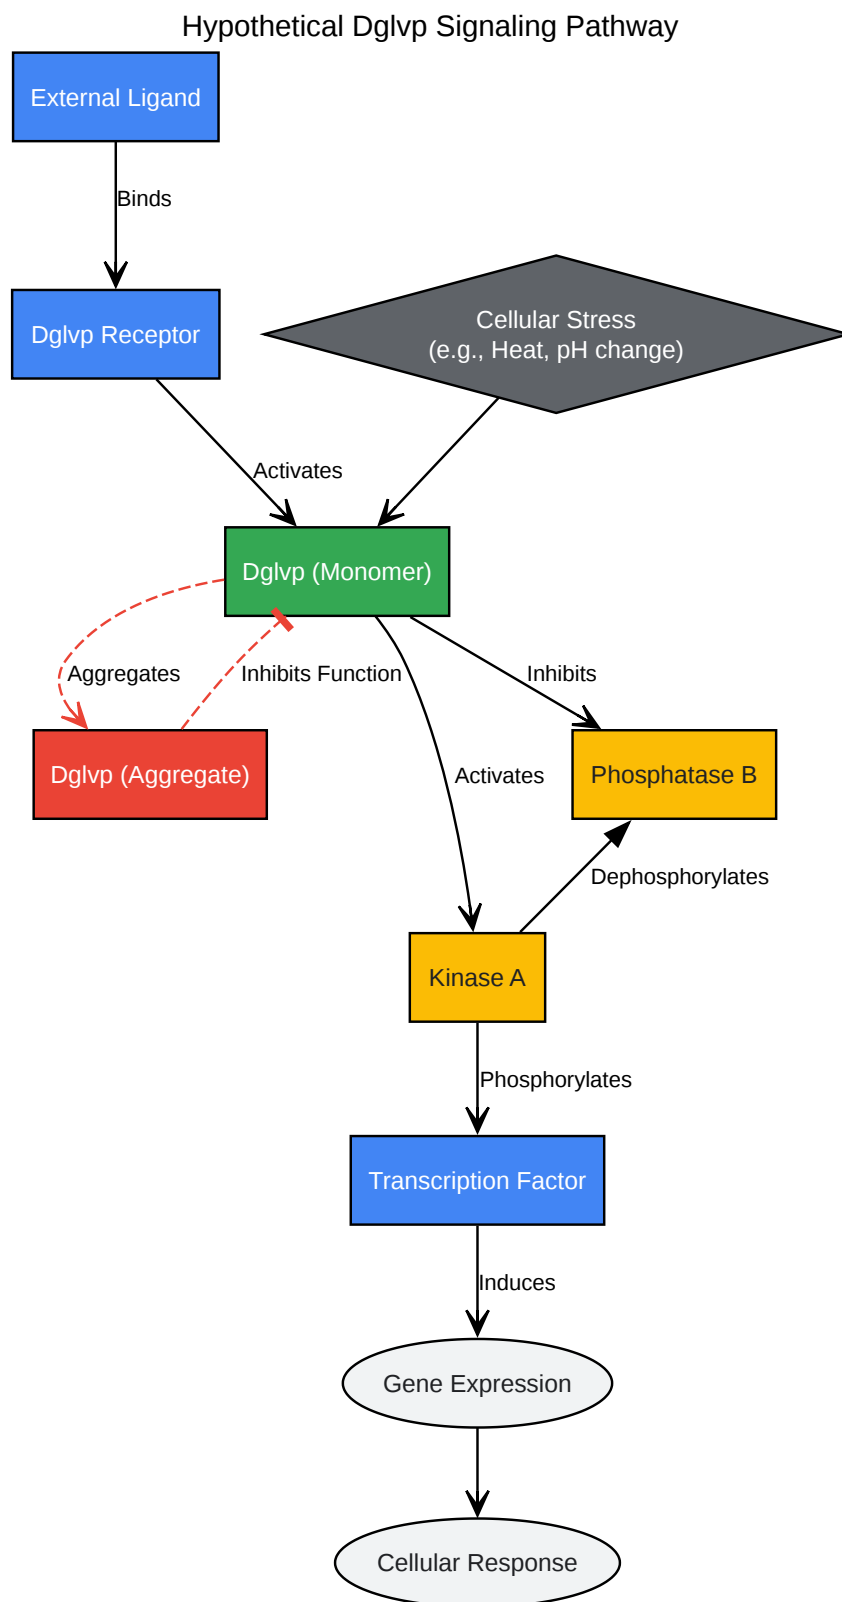 Hypothetical Dglvp Signaling Pathway
External Ligand
Binds
Dglvp Receptor
Cellular Stress
(e.g., Heat, pH change)
Activates
Dglvp (Monomer)
Aggregates
Inhibits Function
Inhibits
Dglvp (Aggregate)
Activates
Phosphatase B
Dephosphorylates
Kinase A
Phosphorylates
Transcription Factor
Induces
Gene Expression
Cellular Response